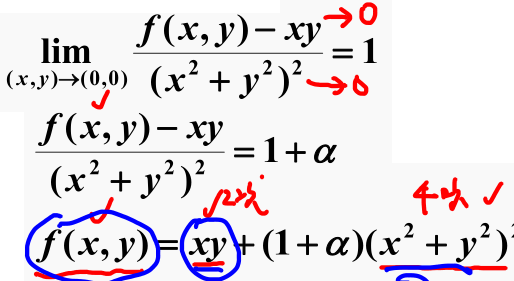 lim (x,y)→(0,0) f(x,y)−xy / (x² + y²)² = 1 →0 →0
f(x,y)−xy / (x² + y²)² = 1+α
2次 4次
f(x,y)=xy+(1+α)(x² + y²)²